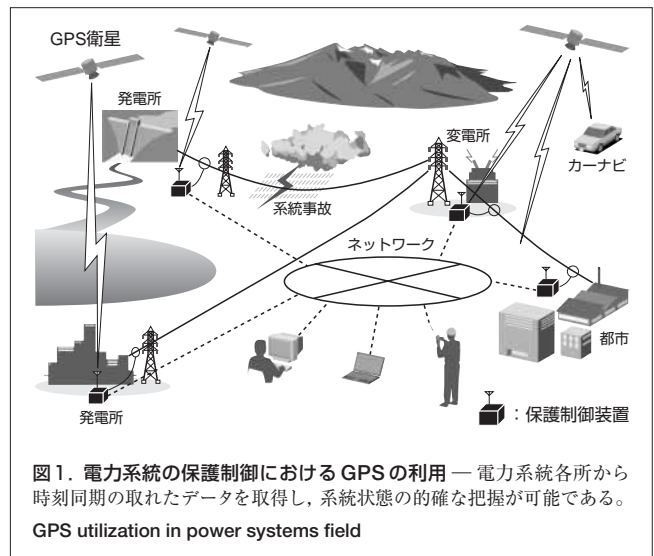 GPS衛星
発電所
変電所
カーナビ
系統事故
ネットワーク
都市
発電所
：保護制御装置
図1．電力系統の保護制御におけるGPSの利用 — 電力系統各所から
時刻同期の取れたデータを取得し，系統状態の的確な把握が可能である。
GPS utilization in power systems field